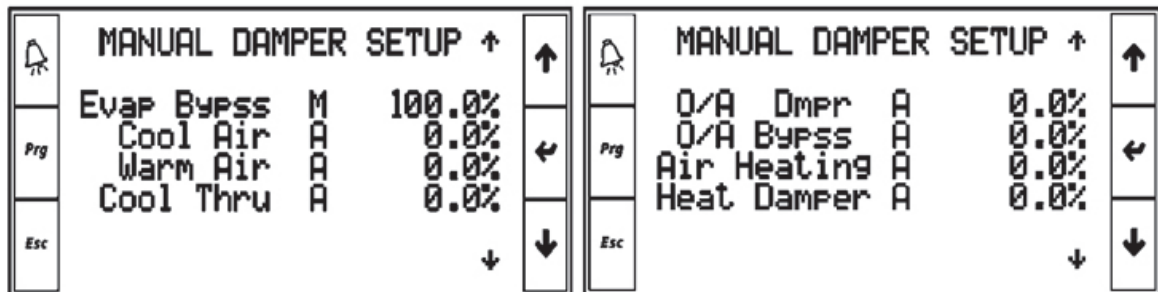 MANUAL DAMPER SETUP ↑
Evap Bypss M 100.0%
Cool Air A 0.0%
Warm Air A 0.0%
Cool Thru A 0.0%
↓
Prg
Esc
MANUAL DAMPER SETUP ↑
O/A Dmpr A 0.0%
O/A Bypss A 0.0%
Air Heating A 0.0%
Heat Damper A 0.0%
↓
Prg
Esc